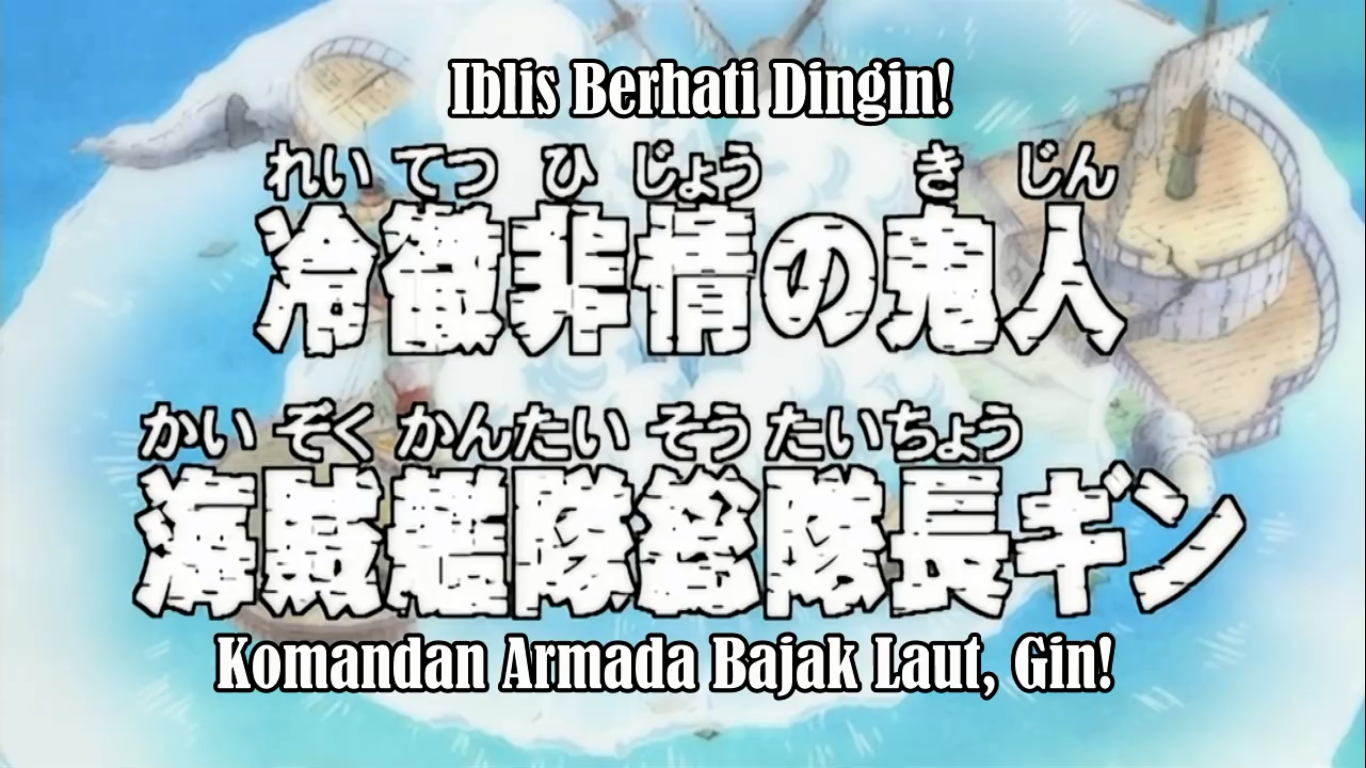 Iblis Berhati Dingin!
れい てつ ひ じょう き じん
冷徹非情の鬼人
かい ぞく かんたい そう たいちょう
海賊艦隊総隊長ギン
Komandan Armada Bajak Laut, Gin!